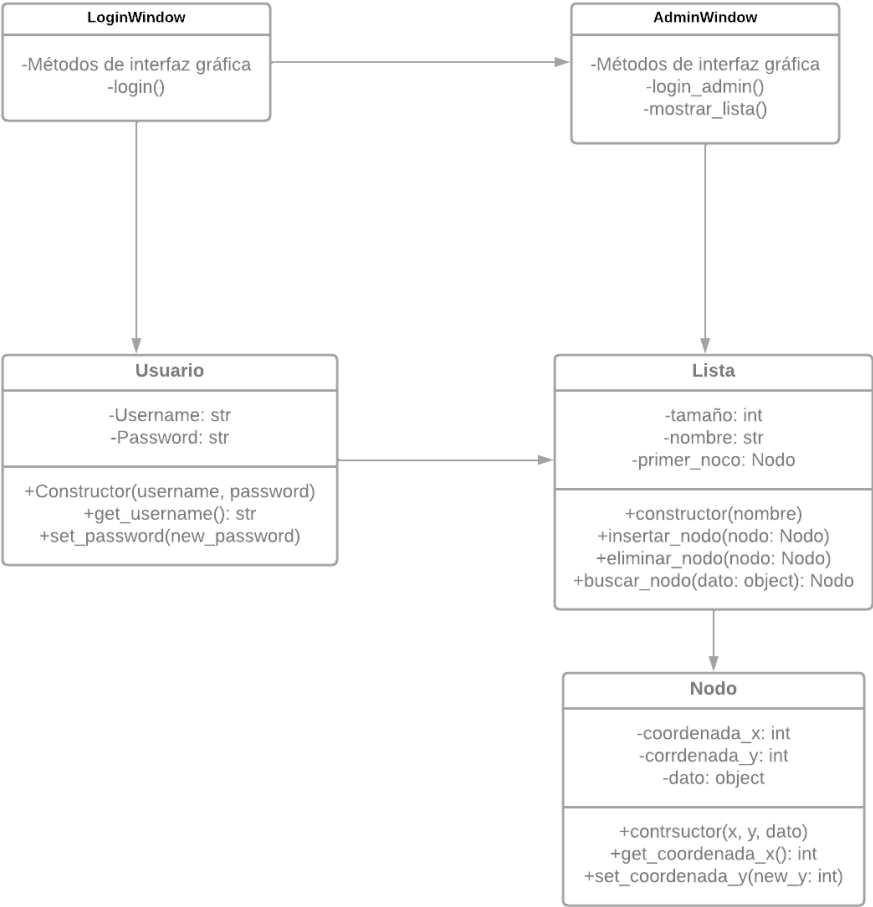 LoginWindow
-Métodos de interfaz gráfica
-login()
AdminWindow
-Métodos de interfaz gráfica
-login_admin()
-mostrar_lista()
Usuario
-Username: str
-Password: str
+Constructor(username, password)
+get_username(): str
+set_password(new_password)
Lista
-tamaño: int
-nombre: str
-primer_noco: Nodo
+constructor(nombre)
+insertar_nodo(nodo: Nodo)
+eliminar_nodo(nodo: Nodo)
+buscar_nodo(dato: object): Nodo
Nodo
-coordenada_x: int
-corrdenada_y: int
-dato: object
+contrsuctor(x, y, dato)
+get_coordenada_x(): int
+set_coordenada_y(new_y: int)